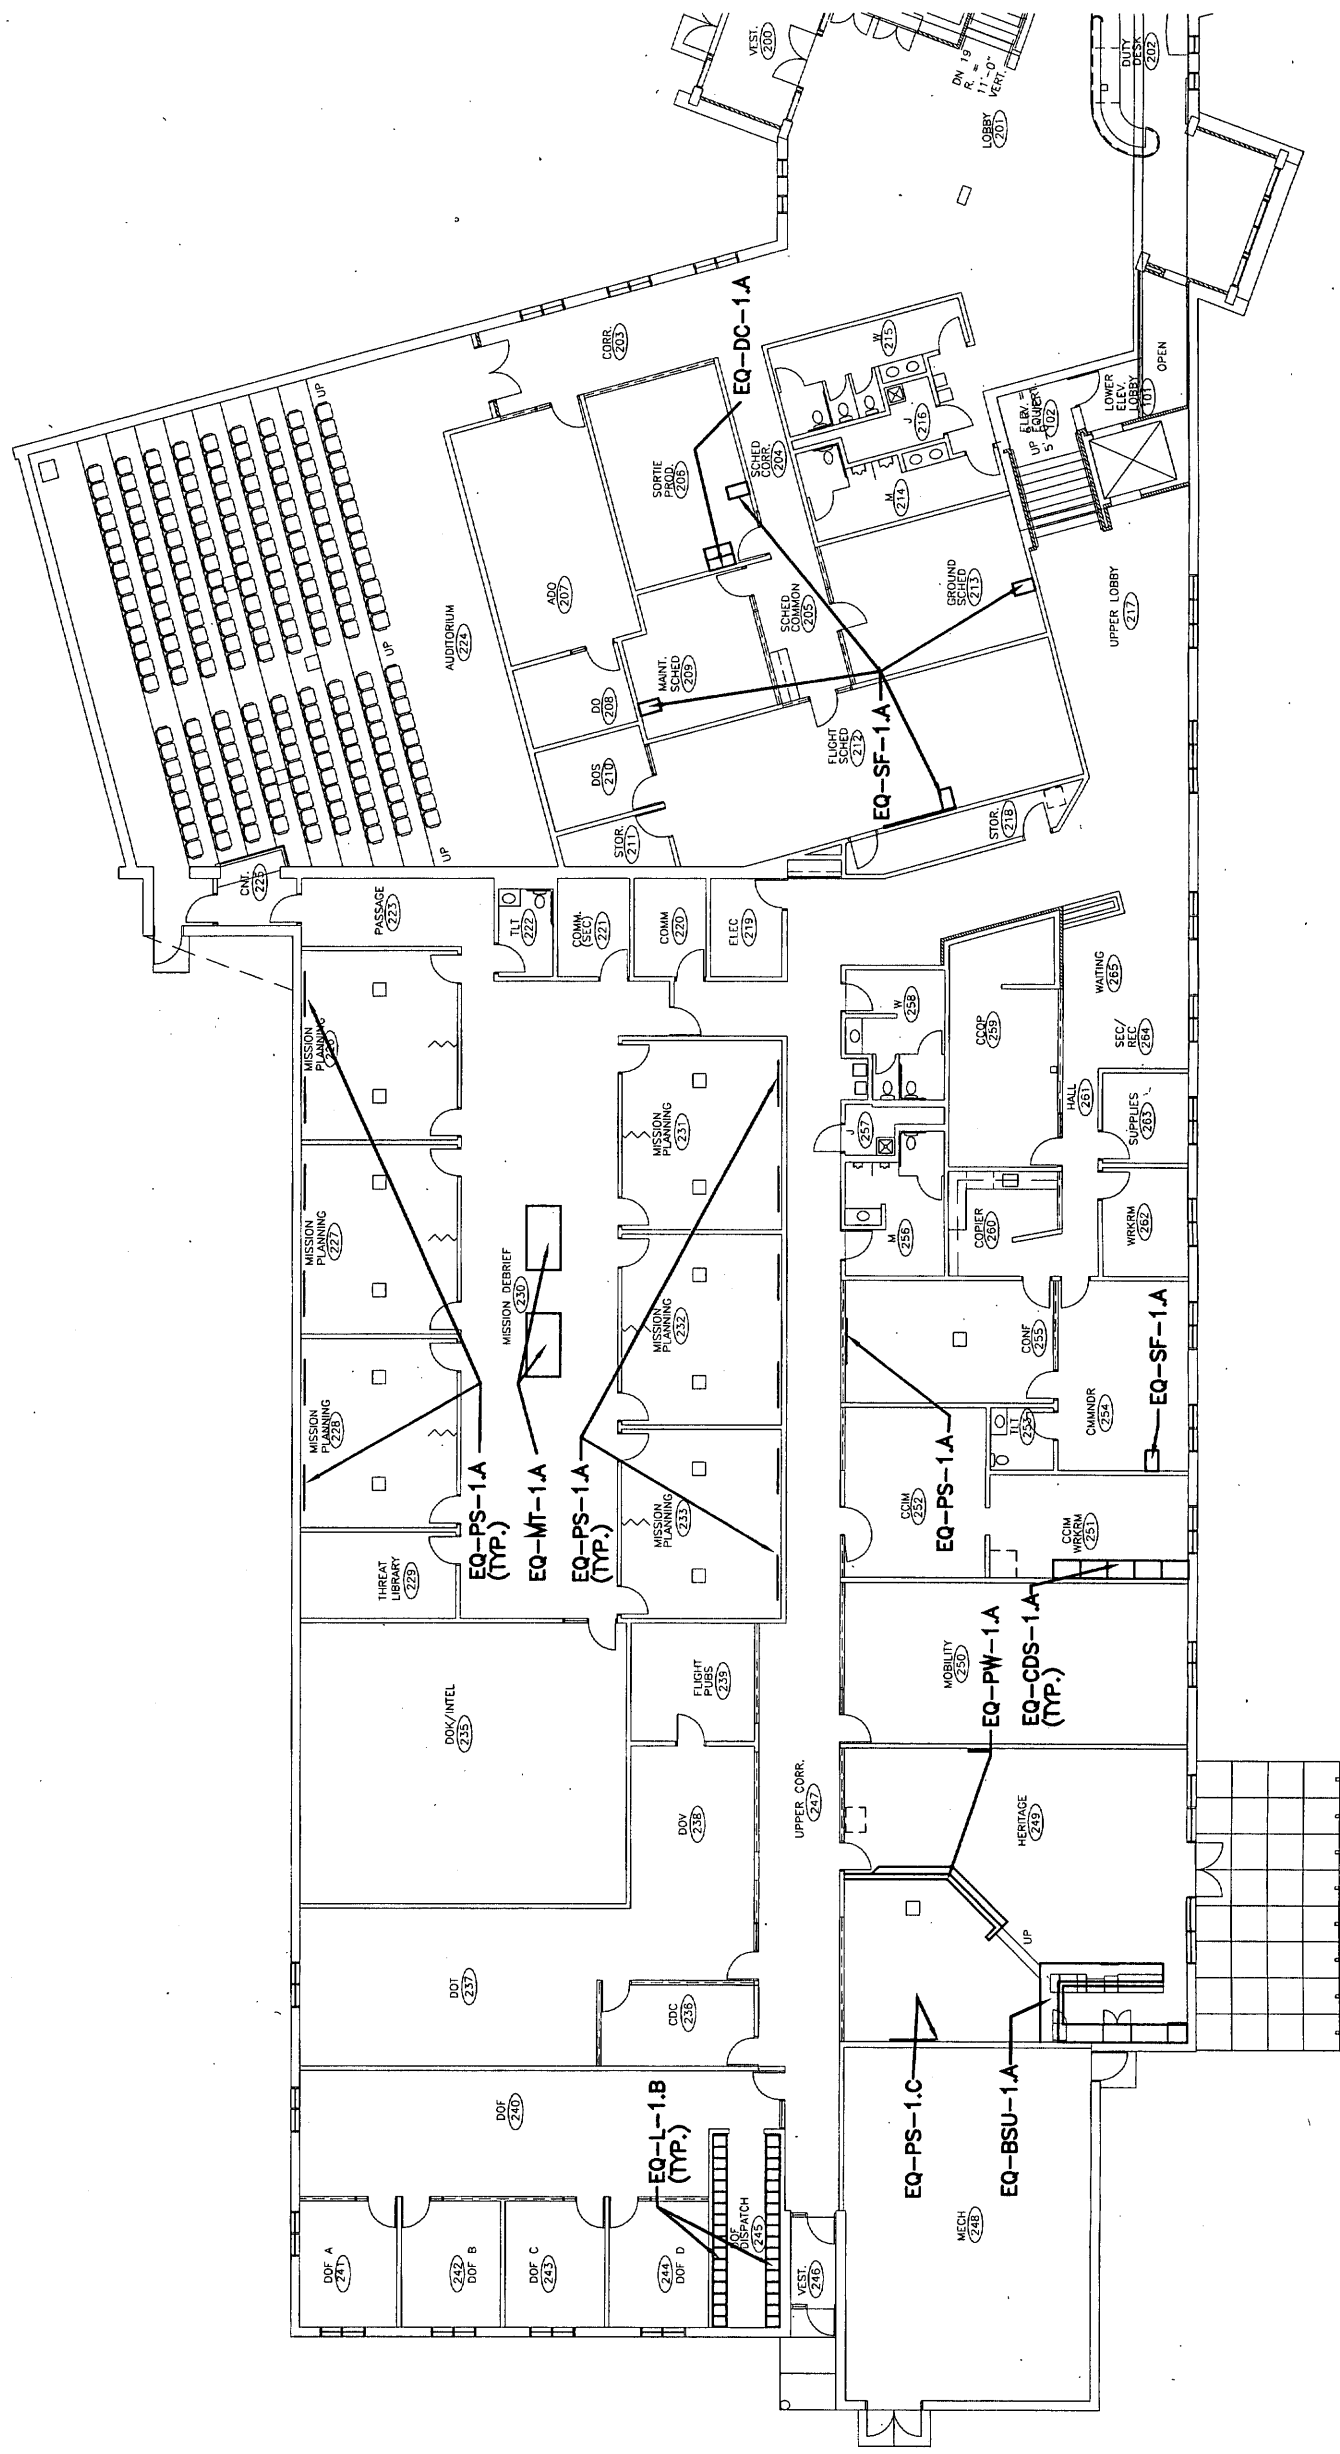 VEST.
200
DN 19
R. =
11'-0"
VERT.
LOBBY
201
DUTY
DESK
202
CORR.
203
EQ-DC-1.A
SORTIE
PROD.
206
SCHED
CORR.
204
W
215
J
216
M
214
UP
5'
102
LOWER
ELEV.
LOBBY
101
OPEN
UP
UP
UP
AUDITORIUM
224
ADO
207
DO
208
MAINT.
SCHED
209
SCHED
COMMON
205
GROUND
SCHED
213
UPPER LOBBY
217
DOS
210
STOR.
211
FLIGHT
SCHED
212
EQ-SF-1.A
STOR.
218
CNT.
225
PASSAGE
223
TLT
222
COMM.
(SEC)
221
COMM
220
ELEC
219
MISSION
PLANNING
226
MISSION
PLANNING
227
MISSION
PLANNING
228
THREAT
LIBRARY
229
MISSION DEBRIEF
230
MISSION
PLANNING
231
MISSION
PLANNING
232
MISSION
PLANNING
233
EQ-PS-1.A
(TYP.)
EQ-MT-1.A
EQ-PS-1.A
(TYP.)
W
258
J
257
M
256
CCQP
259
COPIER
260
HALL
261
WAITING
265
SEC/
REC
264
SUPPLIES
263
WRKRM
262
CONF
255
CMMNDR
254
TLT
253
CCIM
252
CCIM
WRKRM
251
EQ-SF-1.A
EQ-PS-1.A
EQ-PW-1.A
EQ-CDS-1.A
(TYP.)
MOBILITY
250
HERITAGE
249
UP
DOK/INTEL
235
FLIGHT
PUBS
239
DOV
238
UPPER CORR.
247
DOT
237
CDC
236
DOF
240
EQ-L-1.B
(TYP.)
EQ-PS-1.C
EQ-BSU-1.A
DOF A
241
242
DOF B
DOF C
243
244
DOF D
DOF
DISPATCH
245
VEST.
246
MECH
248